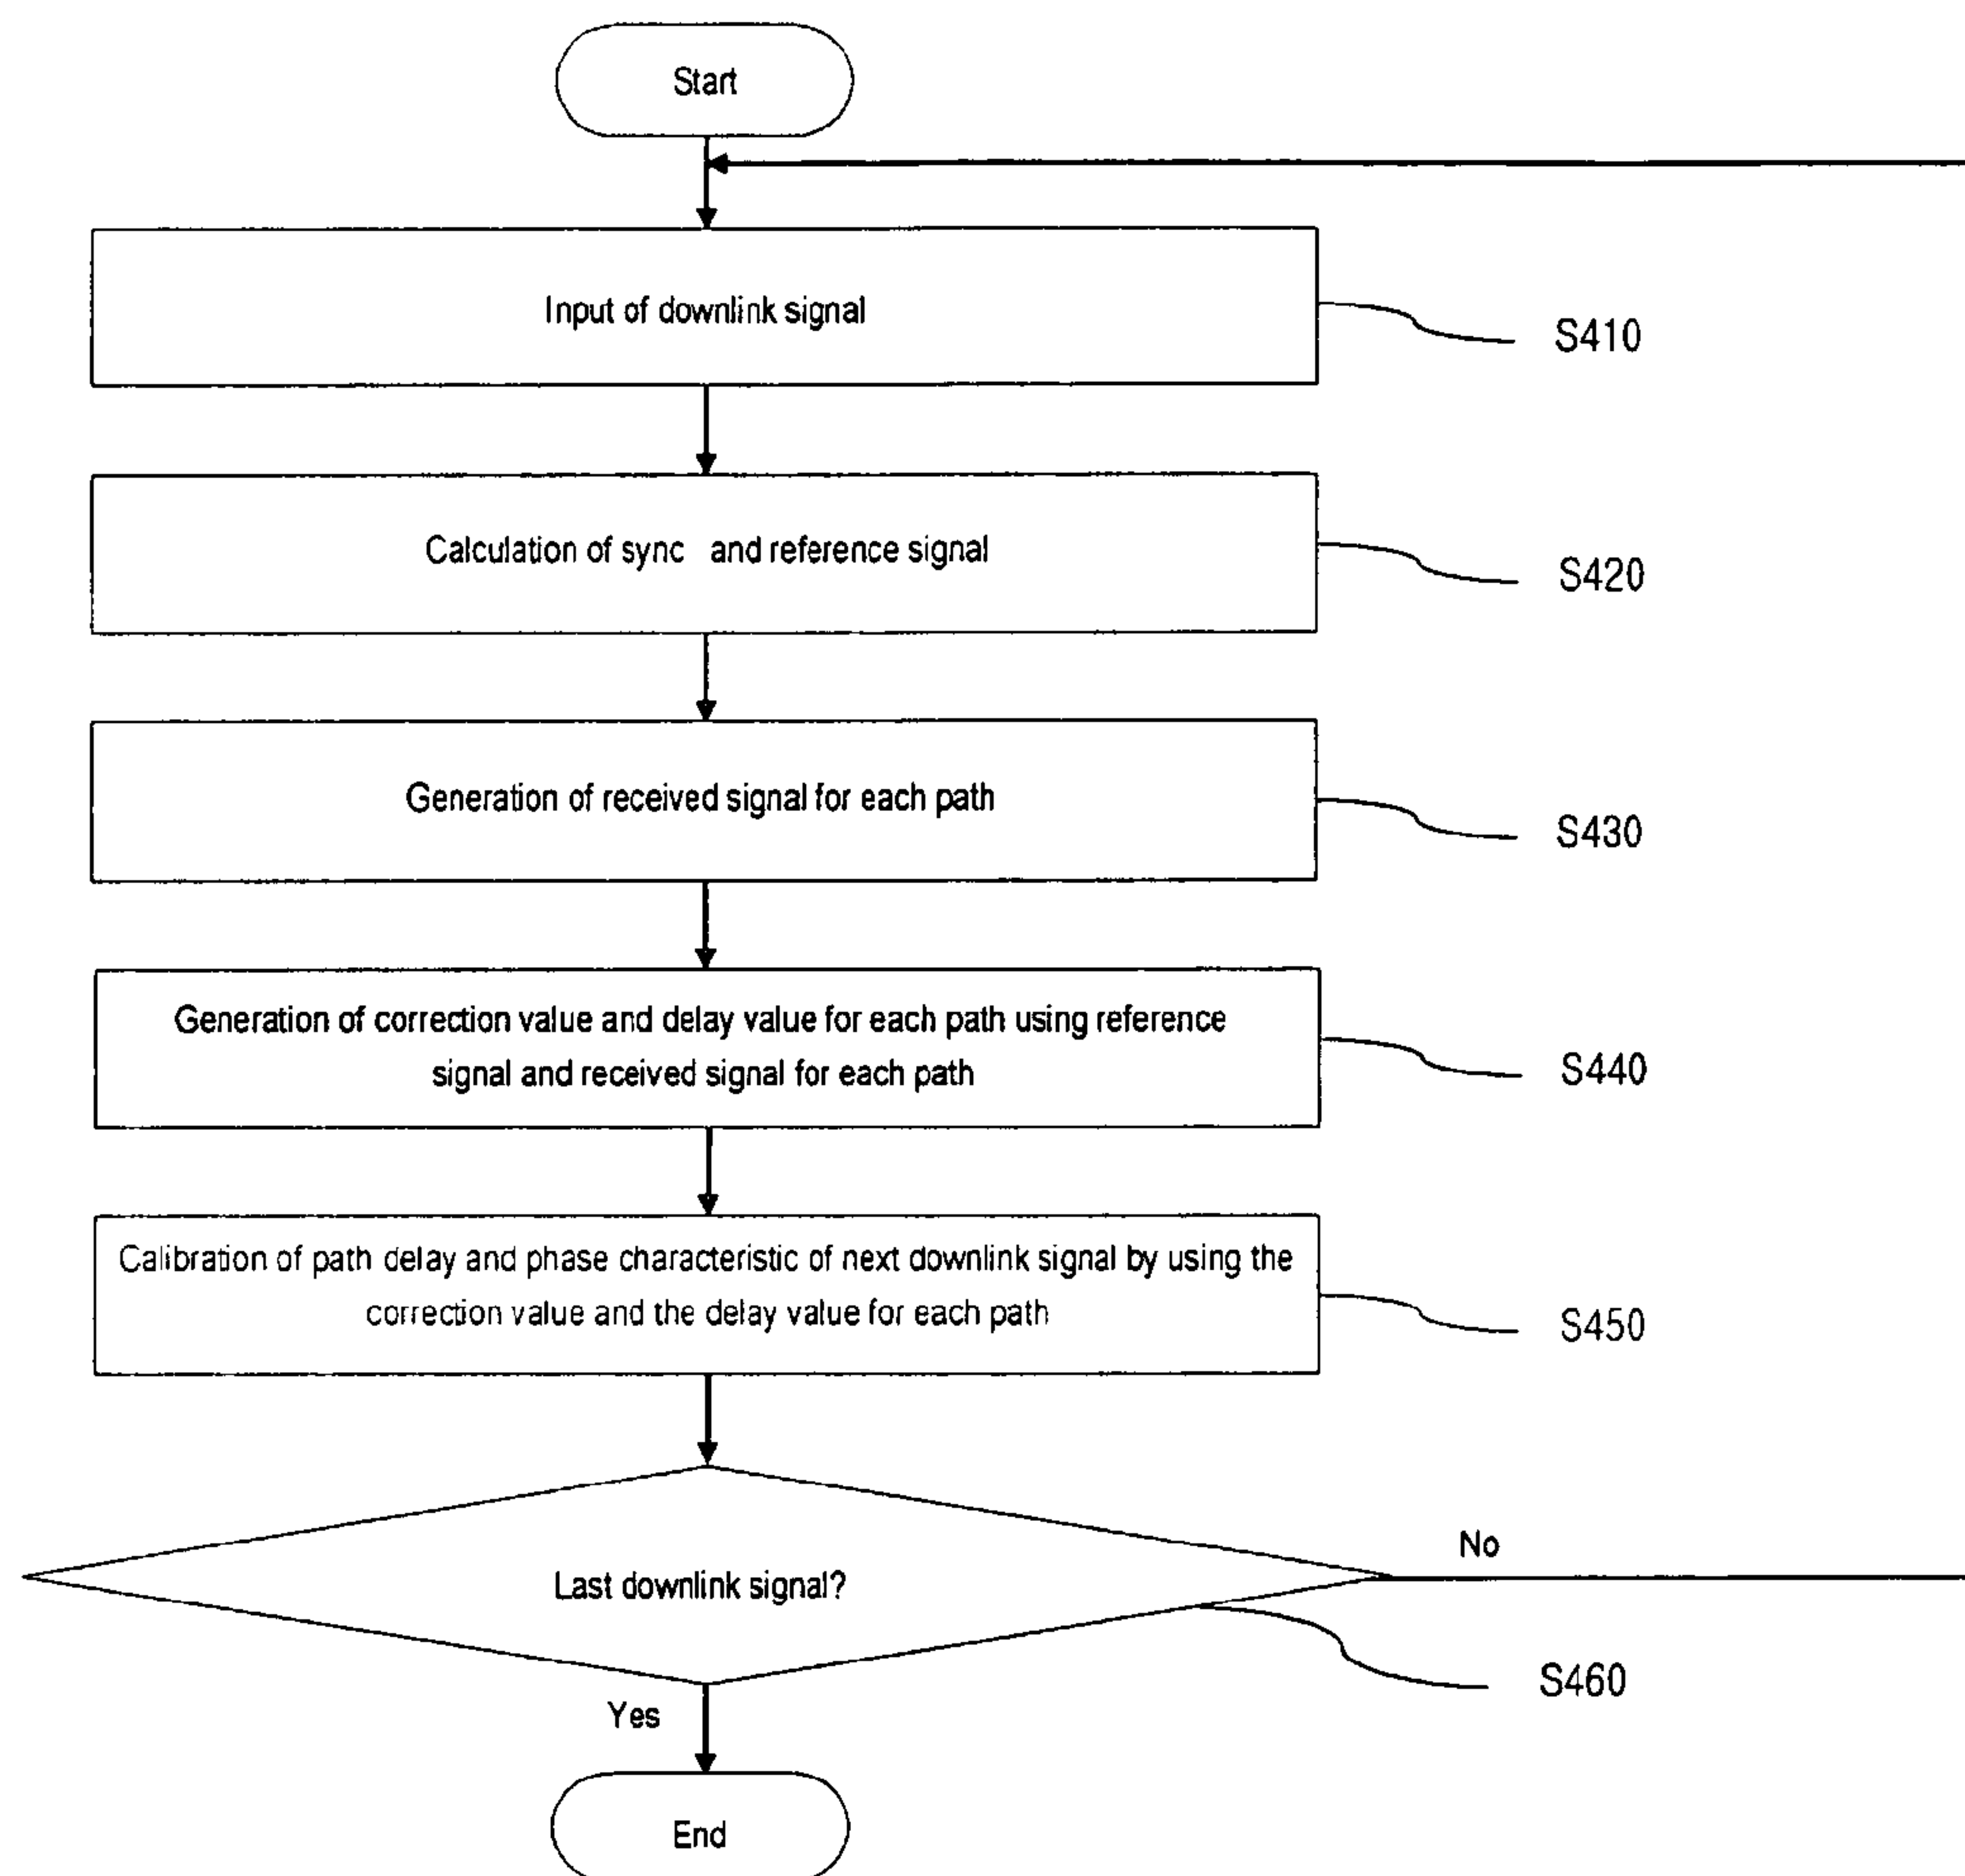 Start
Input of downlink signal
S410
Calculation of sync and reference signal
S420
Generation of received signal for each path
S430
Generation of correction value and delay value for each path using reference
signal and received signal for each path
S440
Calibration of path delay and phase characteristic of next downlink signal by using the
correction value and the delay value for each path
S450
Last downlink signal?
No
S460
Yes
End